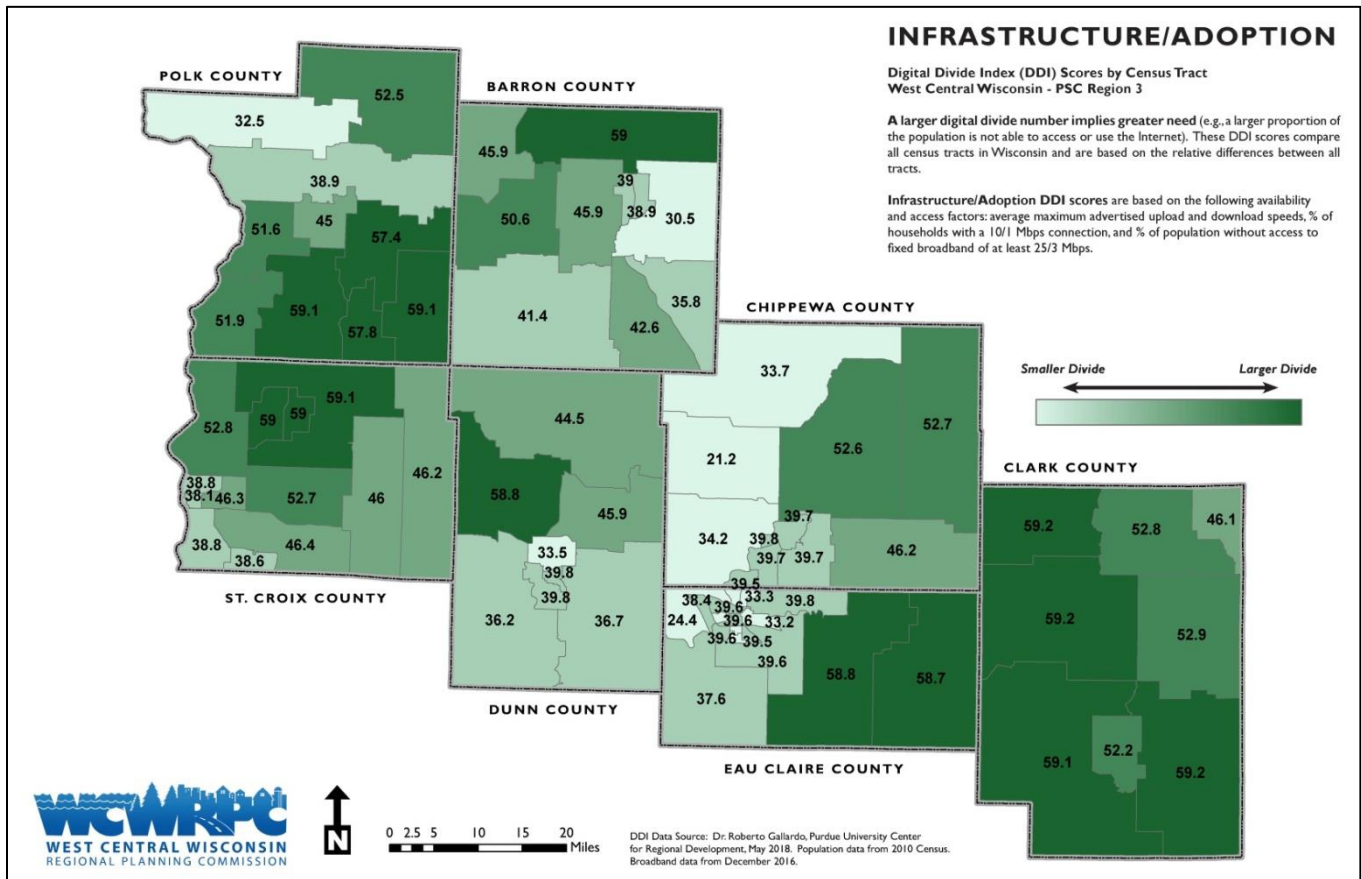 INFRASTRUCTURE/ADOPTION
Digital Divide Index (DDI) Scores by Census Tract
West Central Wisconsin - PSC Region 3
A larger digital divide number implies greater need (e.g., a larger proportion of
the population is not able to access or use the Internet). These DDI scores compare
all census tracts in Wisconsin and are based on the relative differences between all
tracts.
Infrastructure/Adoption DDI scores are based on the following availability
and access factors: average maximum advertised upload and download speeds, % of
households with a 10/1 Mbps connection, and % of population without access to
fixed broadband of at least 25/3 Mbps.
Smaller Divide
Larger Divide
POLK COUNTY
52.5
32.5
38.9
51.6
45
57.4
59.1
59.1
51.9
57.8
BARRON COUNTY
59
45.9
39
50.6
45.9
38.9
30.5
35.8
41.4
42.6
CHIPPEWA COUNTY
33.7
52.7
52.6
21.2
39.7
34.2
39.8
39.7
39.7
46.2
39.5
ST. CROIX COUNTY
59.1
59
59
52.8
46.2
38.8
38.1
46.3
52.7
46
38.8
46.4
38.6
DUNN COUNTY
44.5
58.8
45.9
33.5
39.8
39.8
36.2
36.7
EAU CLAIRE COUNTY
38.4
33.3
39.8
39.6
24.4
39.6
33.2
39.6
39.5
39.6
58.8
58.7
37.6
CLARK COUNTY
59.2
52.8
46.1
59.2
52.9
52.2
59.1
59.2
WCWRPC
WEST CENTRAL WISCONSIN
REGIONAL PLANNING COMMISSION
N
0 2.5 5 10 15 20
Miles
DDI Data Source: Dr. Roberto Gallardo, Purdue University Center
for Regional Development, May 2018. Population data from 2010 Census.
Broadband data from December 2016.